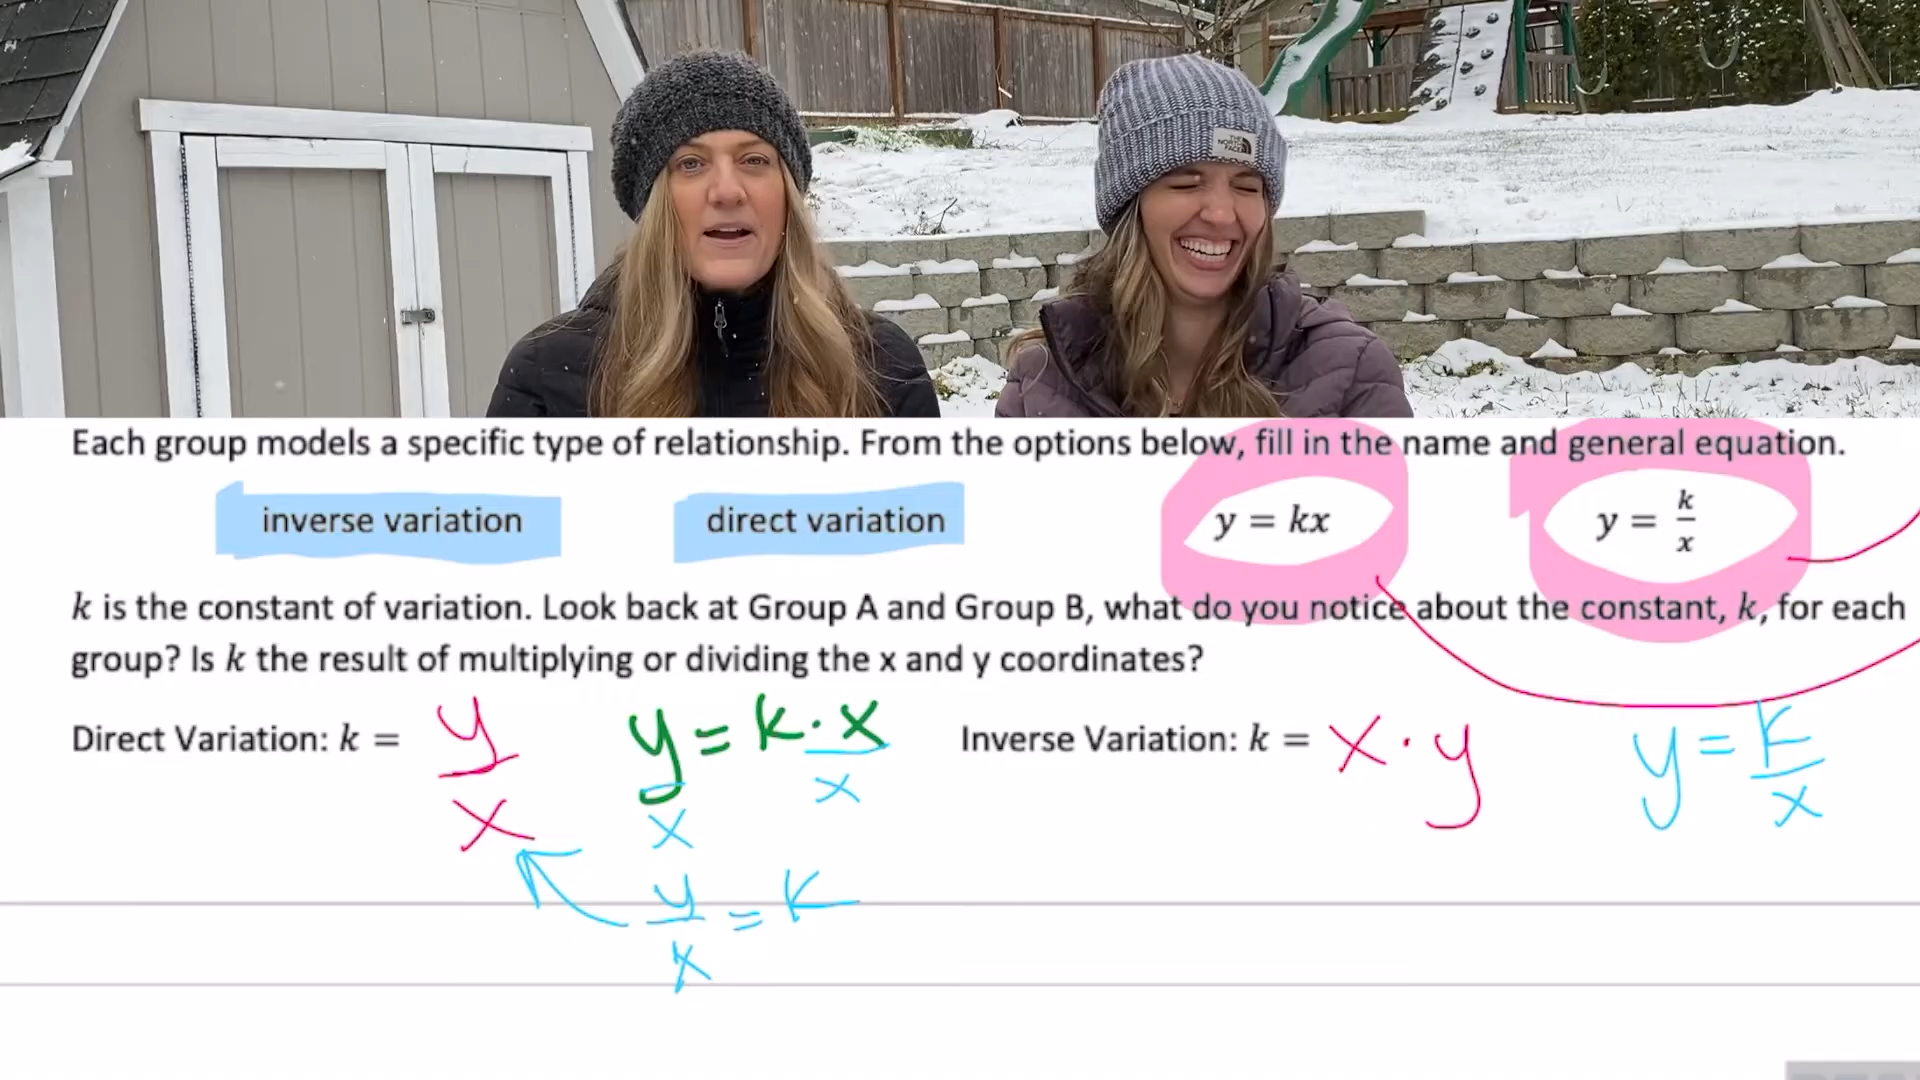 THE NORTH FACE
Each group models a specific type of relationship. From the options below, fill in the name and general equation.
inverse variation direct variation y = kx y = k/x
k is the constant of variation. Look back at Group A and Group B, what do you notice about the constant, k, for each
group? Is k the result of multiplying or dividing the x and y coordinates?
Direct Variation: k = y/x y/x = k·x/x Inverse Variation: k = x·y y = k/x
y/x = k